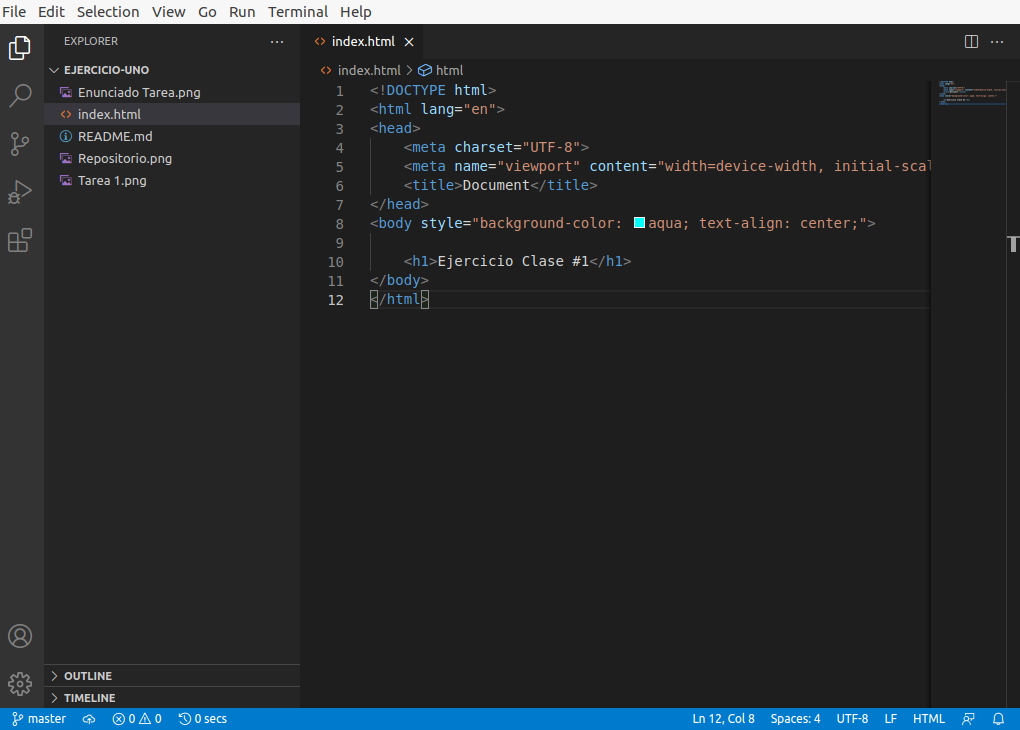 File Edit Selection View Go Run Terminal Help
EXPLORER
EJERCICIO-UNO
Enunciado Tarea.png
index.html
README.md
Repositorio.png
Tarea 1.png
OUTLINE
TIMELINE
index.html
index.html > html
1 <!DOCTYPE html>
2 <html lang="en">
3 <head>
4 <meta charset="UTF-8">
5 <meta name="viewport" content="width=device-width, initial-scal
6 <title>Document</title>
7 </head>
8 <body style="background-color: aqua; text-align: center;">
9
10 <h1>Ejercicio Clase #1</h1>
11 </body>
12 </html>
master 0 0 0 secs Ln 12, Col 8 Spaces: 4 UTF-8 LF HTML